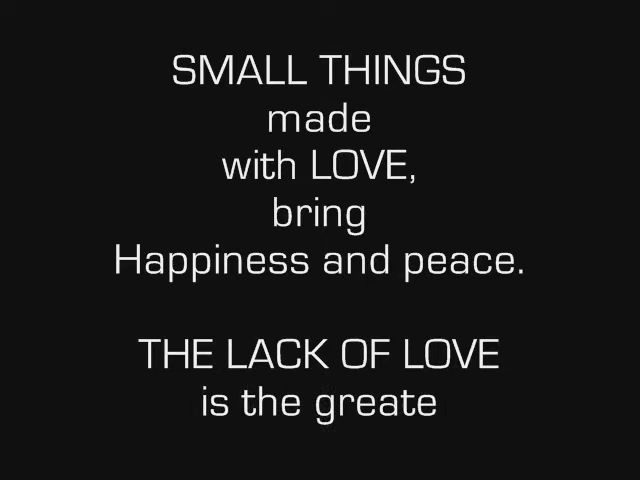 SMALL THINGS
made
with LOVE,
bring
Happiness and peace.
THE LACK OF LOVE
is the greate